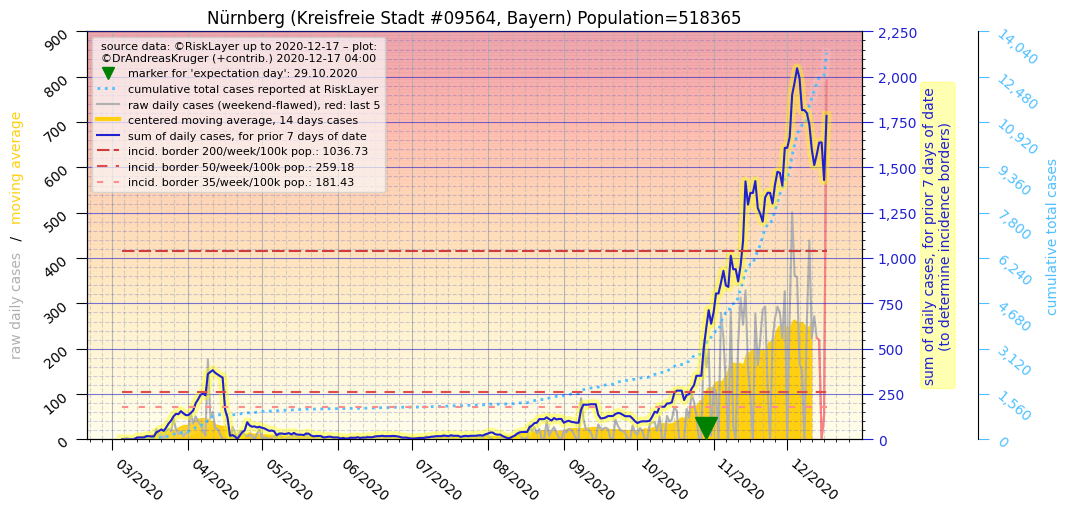 Nürnberg (Kreisfreie Stadt #09564, Bayern) Population=518365
source data: ©RiskLayer up to 2020-12-17 – plot:
©DrAndreasKruger (+contrib.) 2020-12-17 04:00
marker for 'expectation day': 29.10.2020
cumulative total cases reported at RiskLayer
raw daily cases (weekend-flawed), red: last 5
centered moving average, 14 days cases
sum of daily cases, for prior 7 days of date
incid. border 200/week/100k pop.: 1036.73
incid. border 50/week/100k pop.: 259.18
incid. border 35/week/100k pop.: 181.43
raw daily cases / moving average
900
800
700
600
500
400
300
200
100
0
03/2020
04/2020
05/2020
06/2020
07/2020
08/2020
09/2020
10/2020
11/2020
12/2020
2,250
2,000
1,750
1,500
1,250
1,000
750
500
250
0
sum of daily cases, for prior 7 days of date
(to determine incidence borders)
14,040
12,480
10,920
9,360
7,800
6,240
4,680
3,120
1,560
0
cumulative total cases